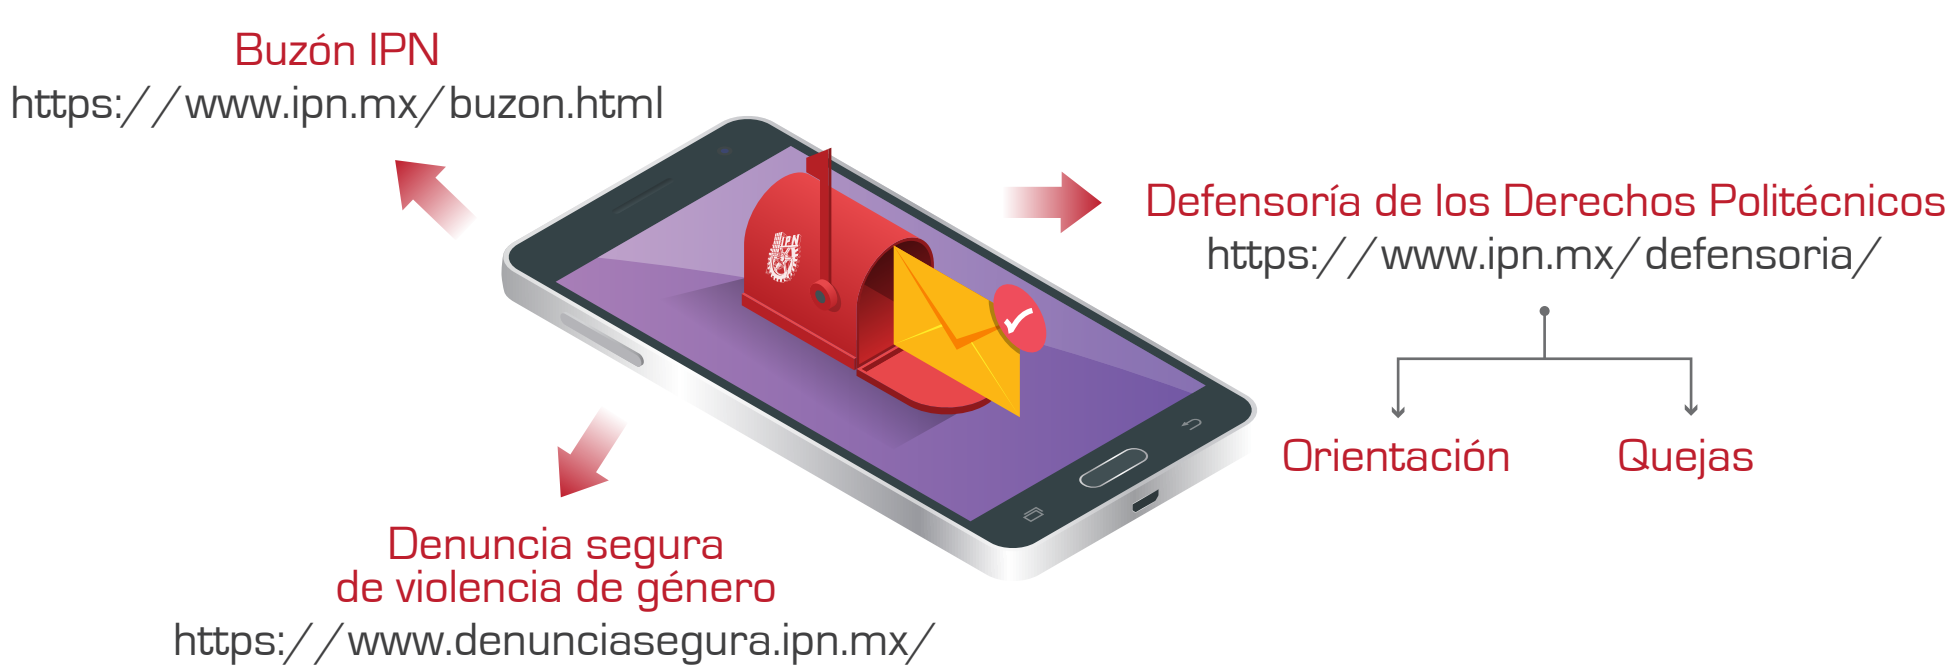 Buzón IPN
https://www.ipn.mx/buzon.html
Defensoría de los Derechos Politécnicos
https://www.ipn.mx/defensoria/
Orientación
Quejas
IPN
Denuncia segura
de violencia de género
https://www.denunciasegura.ipn.mx/